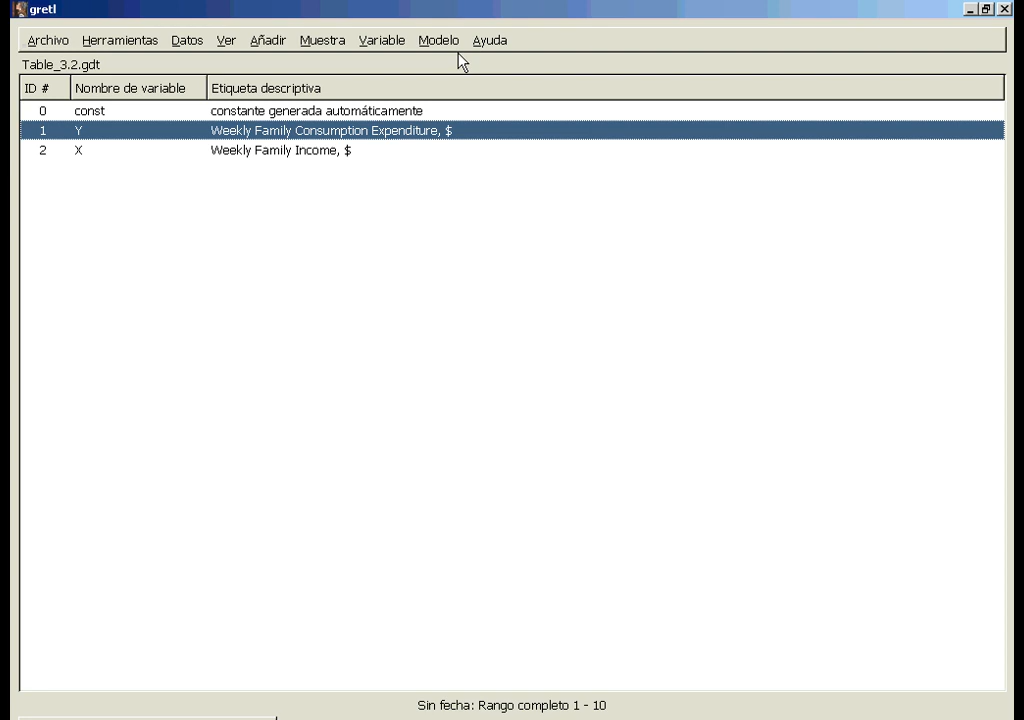 gretl
Archivo Herramientas Datos Ver Añadir Muestra Variable Modelo Ayuda
Table_3.2.gdt
ID # Nombre de variable Etiqueta descriptiva
0 const constante generada automáticamente
1 Y Weekly Family Consumption Expenditure, $
2 X Weekly Family Income, $
Sin fecha: Rango completo 1 - 10